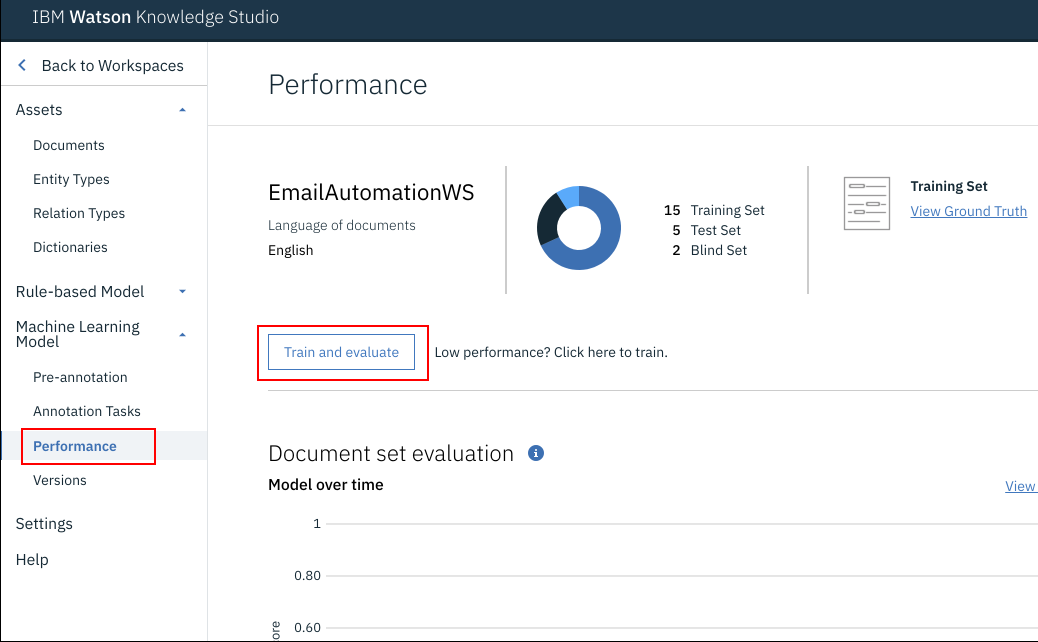 IBM Watson Knowledge Studio
Back to Workspaces
Assets
Documents
Entity Types
Relation Types
Dictionaries
Rule-based Model
Machine Learning
Model
Pre-annotation
Annotation Tasks
Performance
Versions
Settings
Help
Performance
EmailAutomationWS
Language of documents
English
15 Training Set
5 Test Set
2 Blind Set
Training Set
View Ground Truth
Train and evaluate
Low performance? Click here to train.
Document set evaluation
Model over time
View
1
0.80
0.60
ore